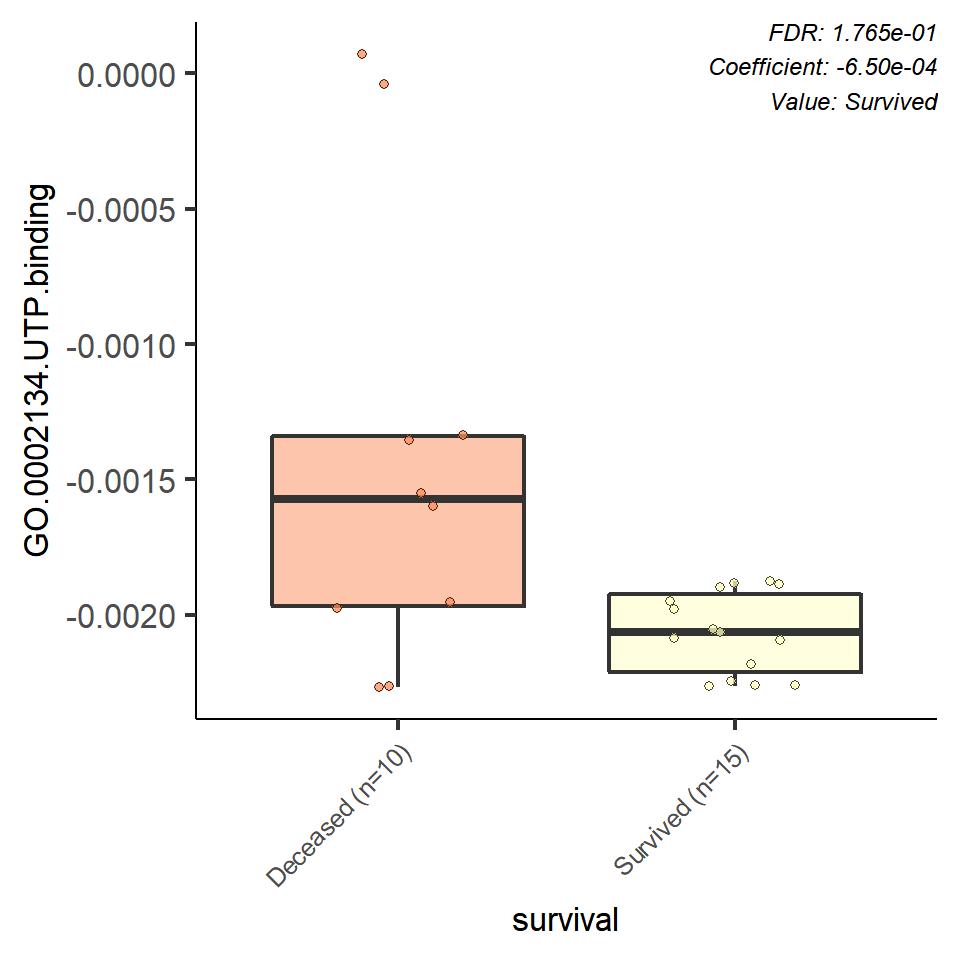 FDR: 1.765e-01
Coefficient: -6.50e-04
Value: Survived
GO.0002134.UTP.binding
0.0000
-0.0005
-0.0010
-0.0015
-0.0020
Deceased (n=10)
Survived (n=15)
survival